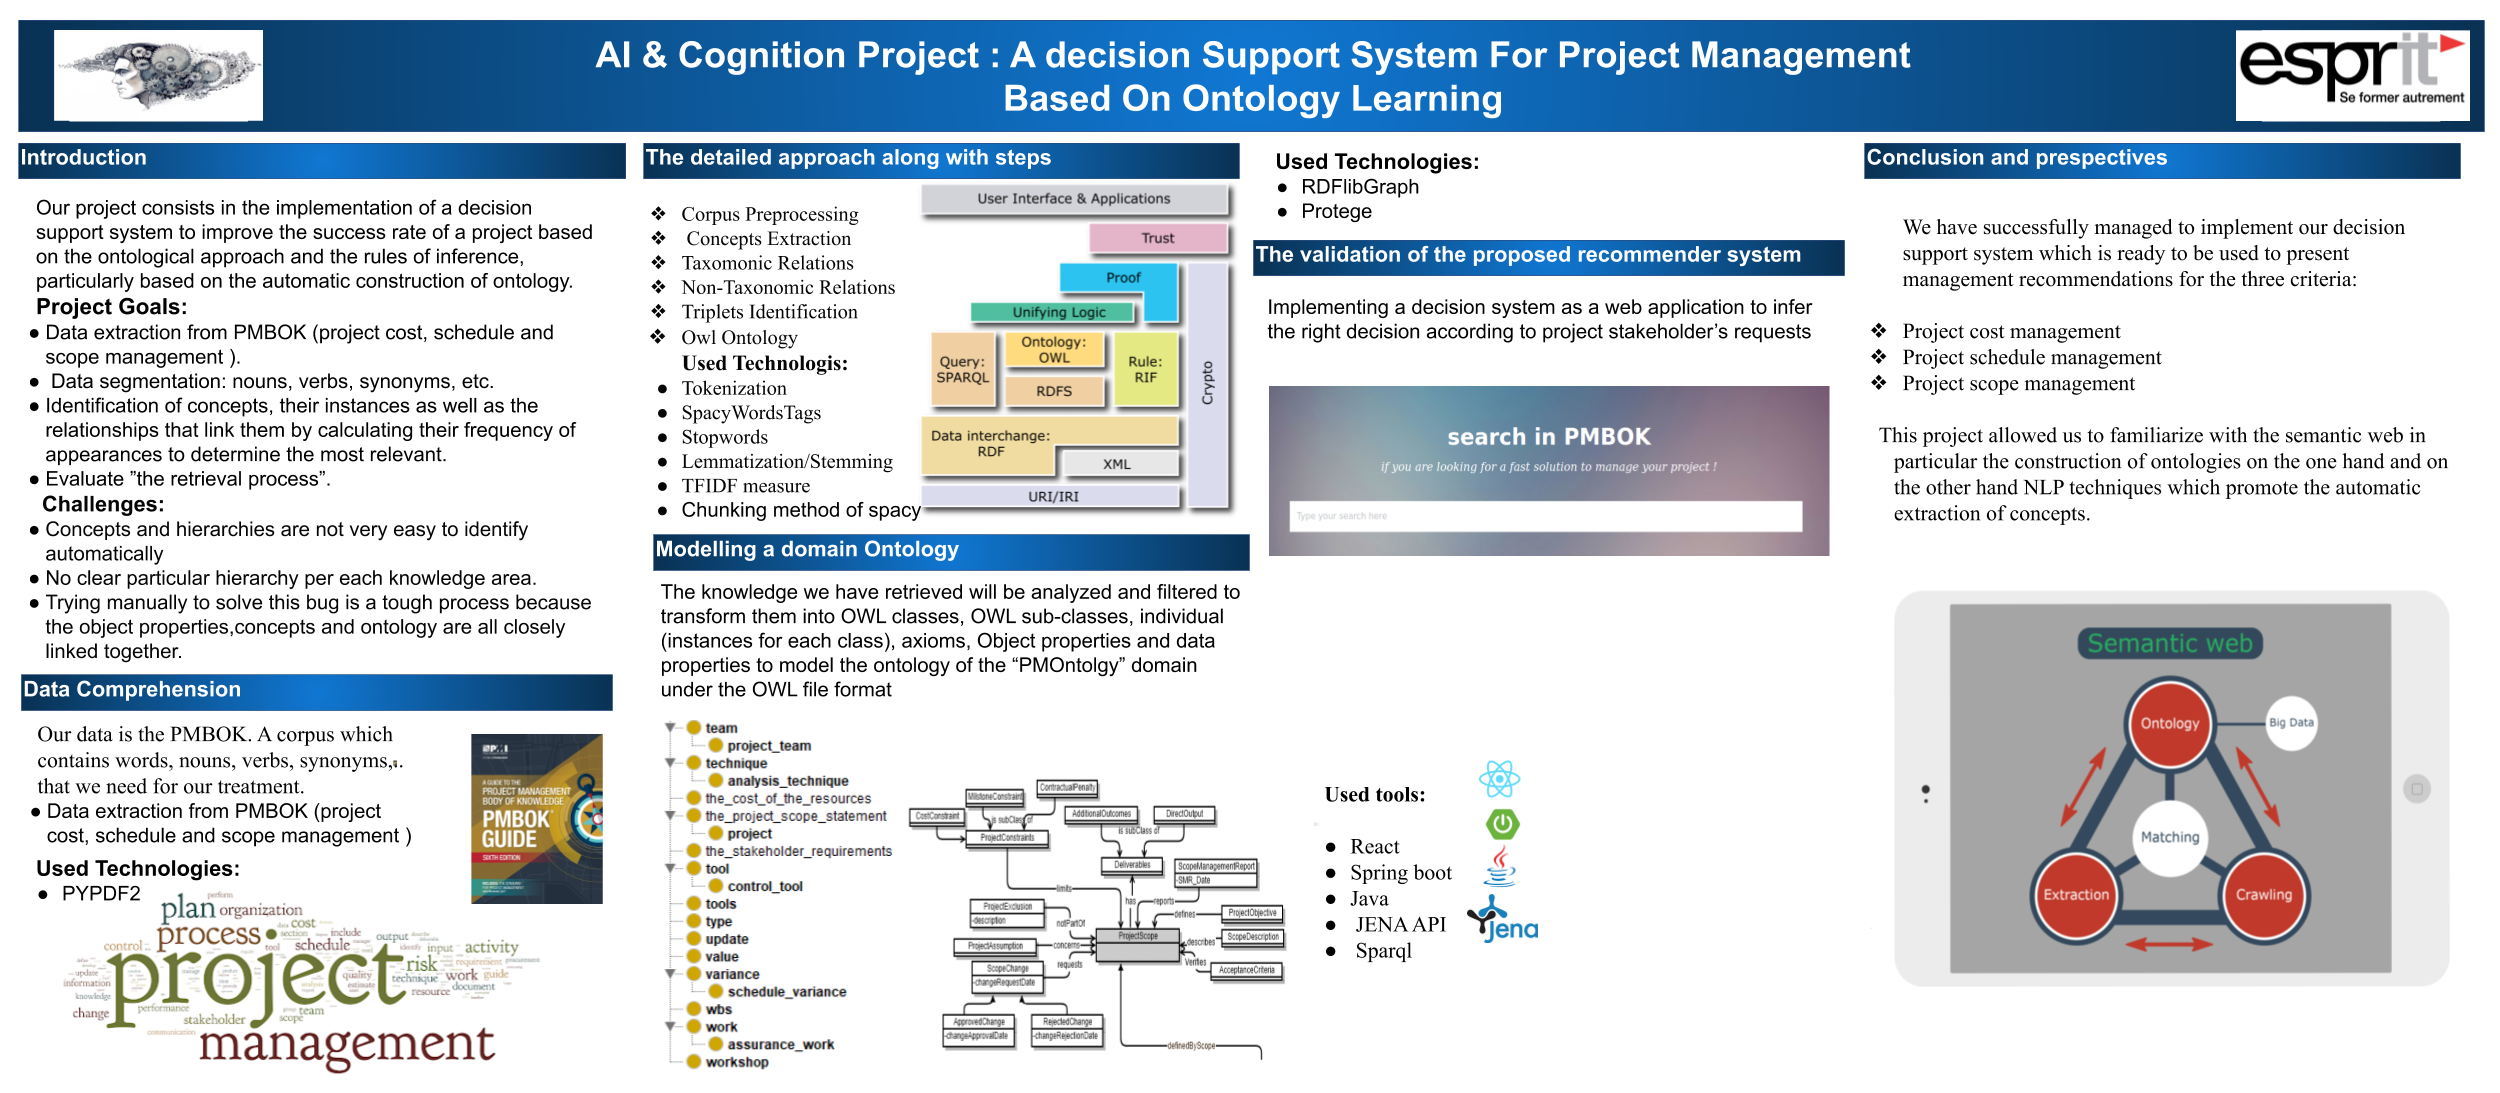 AI & Cognition Project : A decision Support System For Project Management
Based On Ontology Learning
esprit
Se former autrement
Introduction
Our project consists in the implementation of a decision
support system to improve the success rate of a project based
on the ontological approach and the rules of inference,
particularly based on the automatic construction of ontology.
Project Goals:
● Data extraction from PMBOK (project cost, schedule and
scope management ).
● Data segmentation: nouns, verbs, synonyms, etc.
● Identification of concepts, their instances as well as the
relationships that link them by calculating their frequency of
appearances to determine the most relevant.
● Evaluate ”the retrieval process”.
Challenges:
● Concepts and hierarchies are not very easy to identify
automatically
● No clear particular hierarchy per each knowledge area.
● Trying manually to solve this bug is a tough process because
the object properties,concepts and ontology are all closely
linked together.
Data Comprehension
Our data is the PMBOK. A corpus which
contains words, nouns, verbs, synonyms,..
that we need for our treatment.
● Data extraction from PMBOK (project
cost, schedule and scope management )
Used Technologies:
● PYPDF2
A GUIDE TO THE
PROJECT MANAGEMENT
BODY OF KNOWLEDGE
PMBOK
GUIDE
SIXTH EDITION
perform
plan organization
cost
process section include
control tool schedule output input activity
project risk requirement
update quality technique work guide
information estimate resource document
knowledge
change performance team
stakeholder scope
communication
management
The detailed approach along with steps
❖ Corpus Preprocessing
❖ Concepts Extraction
❖ Taxomonic Relations
❖ Non-Taxonomic Relations
❖ Triplets Identification
❖ Owl Ontology
Used Technologis:
● Tokenization
● SpacyWordsTags
● Stopwords
● Lemmatization/Stemming
● TFIDF measure
● Chunking method of spacy
User Interface & Applications
Trust
Proof
Unifying Logic
Query:
SPARQL
Ontology:
OWL
RDFS
Rule:
RIF
Crypto
Data interchange:
RDF
XML
URI/IRI
Modelling a domain Ontology
The knowledge we have retrieved will be analyzed and filtered to
transform them into OWL classes, OWL sub-classes, individual
(instances for each class), axioms, Object properties and data
properties to model the ontology of the “PMOntolgy” domain
under the OWL file format
team
project_team
technique
analysis_technique
the_cost_of_the_resources
the_project_scope_statement
project
the_stakeholder_requirements
tool
control_tool
tools
type
update
value
variance
schedule_variance
wbs
work
assurance_work
workshop
ContractualPenalty
MilstoneConstraint
CostConstraint
is subClass of
ProjectConstraints
AdditionalOutcomes
DirectOutput
is subClass of
Deliverables
ScopeManagementReport
-SMR_Date
limits
has
reports
ProjectExclusion
-description
notPartOf
defines
ProjectObjective
ProjectScope
ProjectAssumption
concerns
describes
ScopeDescription
requests
Verifies
ScopeChange
-changeRequestDate
AcceptanceCriteria
ApprovedChange
-changeApprovalDate
RejectedChange
-changeRejectionDate
definedByScope
Used Technologies:
● RDFlibGraph
● Protege
The validation of the proposed recommender system
Implementing a decision system as a web application to infer
the right decision according to project stakeholder’s requests
search in PMBOK
if you are looking for a fast solution to manage your project !
Type your search here
Used tools:
● React
● Spring boot
● Java
● JENA API
● Sparql
jena
Conclusion and prespectives
We have successfully managed to implement our decision
support system which is ready to be used to present
management recommendations for the three criteria:
❖ Project cost management
❖ Project schedule management
❖ Project scope management
This project allowed us to familiarize with the semantic web in
particular the construction of ontologies on the one hand and on
the other hand NLP techniques which promote the automatic
extraction of concepts.
Semantic web
Ontology
Big Data
Matching
Extraction
Crawling